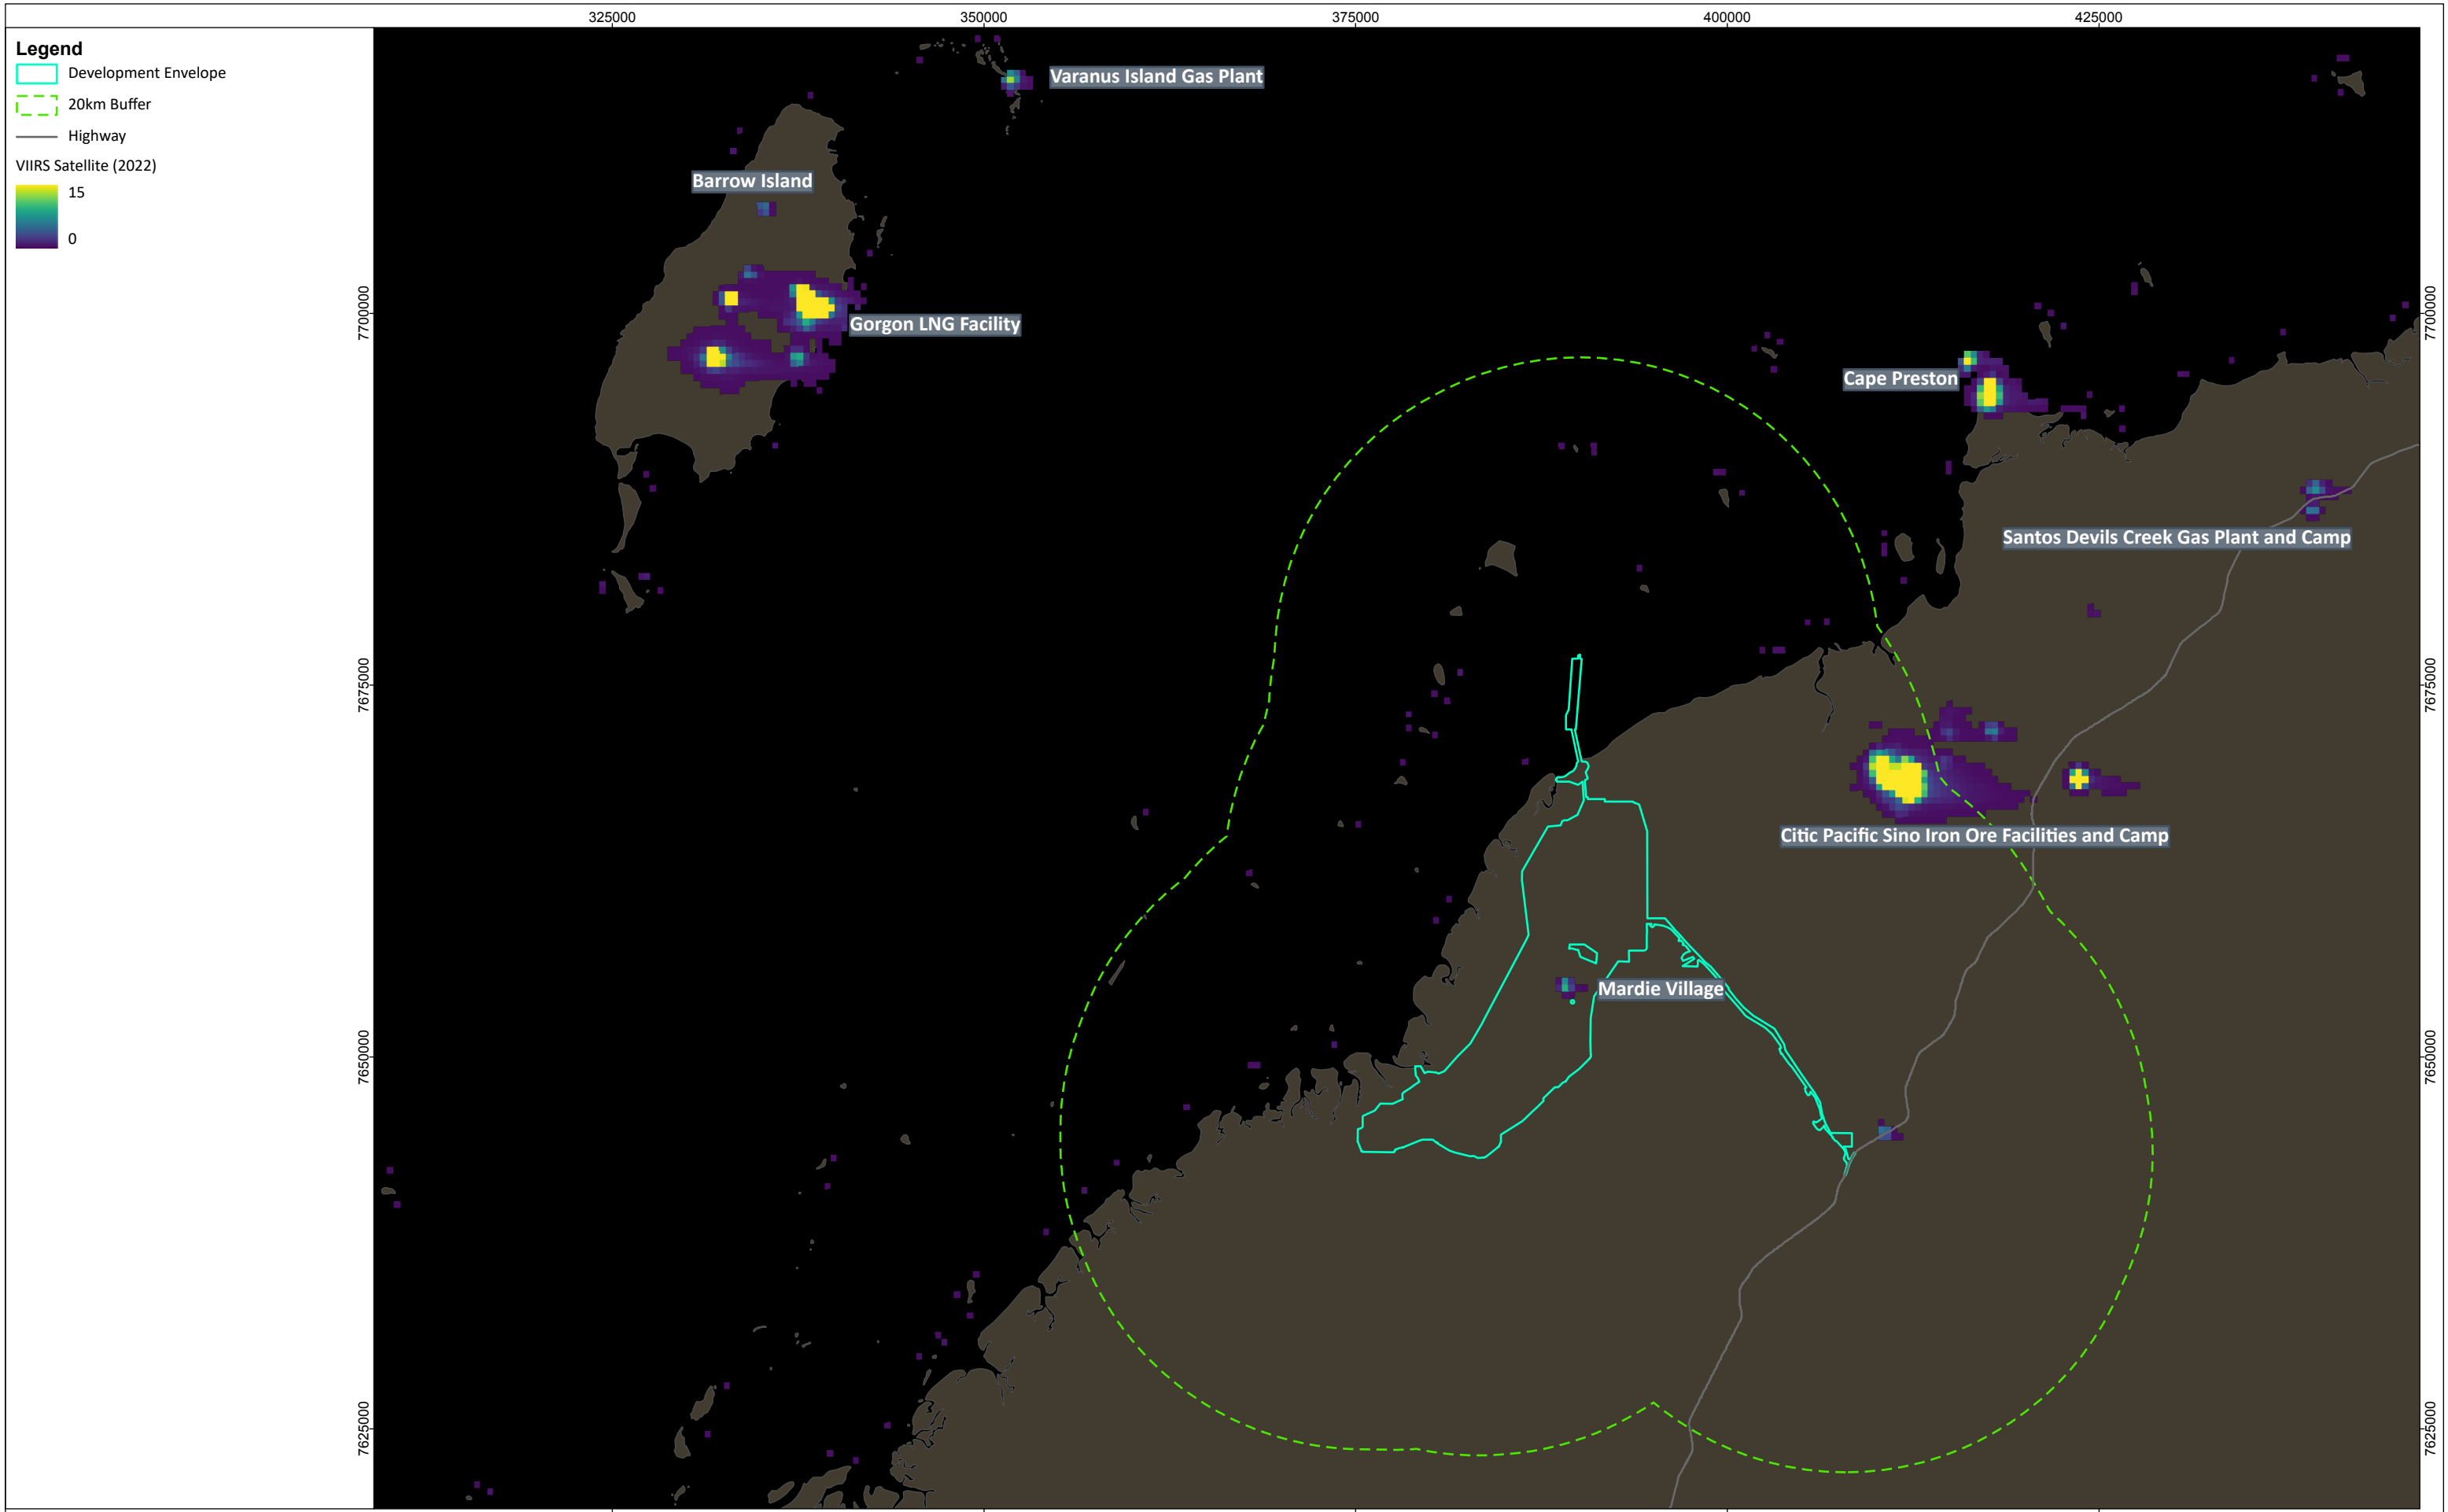 325000
350000
375000
400000
425000
Legend
Development Envelope
20km Buffer
Highway
VIIRS Satellite (2022)
15
0
Varanus Island Gas Plant
Barrow Island
7700000
7700000
Gorgon LNG Facility
Cape Preston
Santos Devils Creek Gas Plant and Camp
7675000
7675000
Citic Pacific Sino Iron Ore Facilities and Camp
Mardie Village
7650000
7650000
7625000
7625000